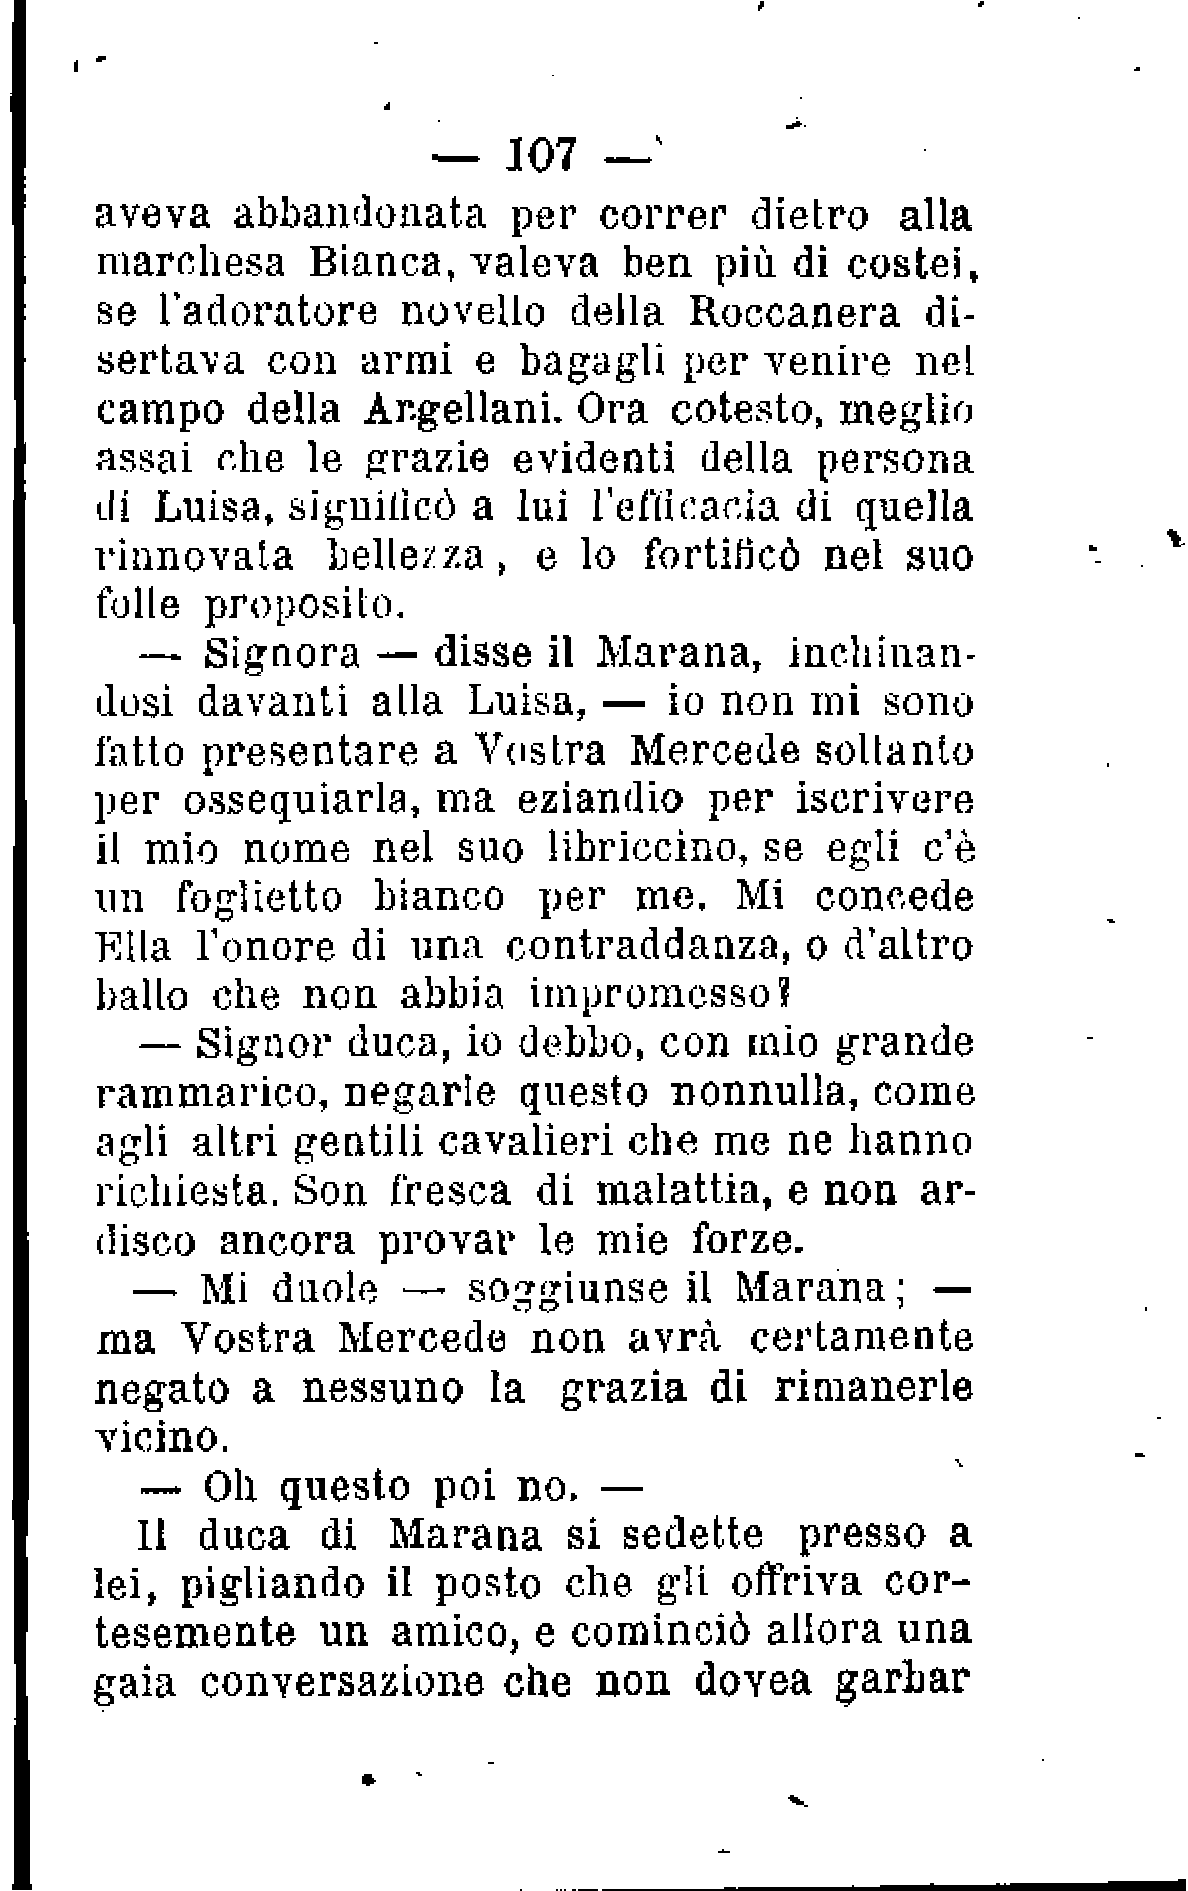 — 107 —
aveva abbandonata per correr dietro alla
marchesa Bianca, valeva ben più di costei,
se l'adoratore novello della Roccanera di-
sertava con armi e bagagli per venire nel
campo della Argellani. Ora cotesto, meglio
assai che le grazie evidenti della persona
di Luisa, significò a lui l'efficacia di quella
rinnovata bellezza, e lo fortificò nel suo
folle proposito.
— Signora — disse il Marana, inchinan-
dosi davanti alla Luisa, — io non mi sono
fatto presentare a Vostra Mercede soltanto
per ossequiarla, ma eziandio per iscrivere
il mio nome nel suo libriccino, se egli c'è
un foglietto bianco per me. Mi concede
Ella l'onore di una contraddanza, o d'altro
ballo che non abbia impromesso?
— Signor duca, io debbo, con mio grande
rammarico, negarle questo nonnulla, come
agli altri gentili cavalieri che me ne hanno
richiesta. Son fresca di malattia, e non ar-
disco ancora provar le mie forze.
— Mi duole — soggiunse il Marana; —
ma Vostra Mercede non avrà certamente
negato a nessuno la grazia di rimanerle
vicino.
— Oh questo poi no. —
Il duca di Marana si sedette presso a
lei, pigliando il posto che gli offriva cor-
tesemente un amico, e cominciò allora una
gaia conversazione che non dovea garbar